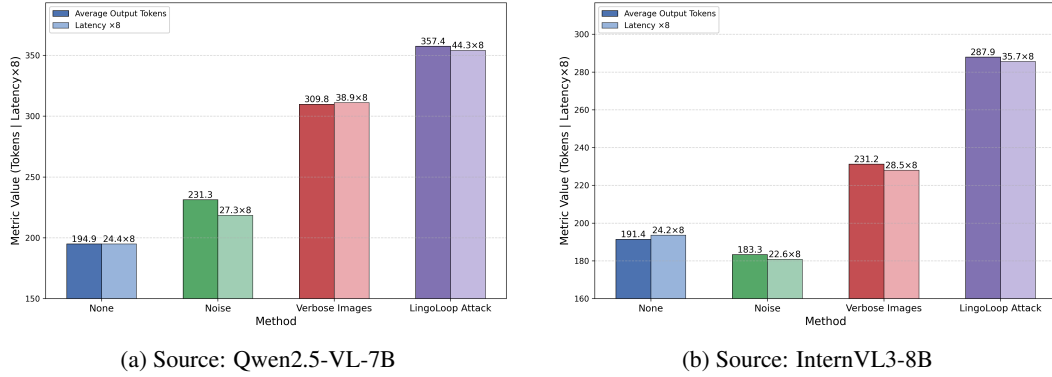 Average Output Tokens
Latency ×8
Metric Value (Tokens | Latency×8)
350
300
250
200
150
194.9
24.4×8
231.3
27.3×8
309.8
38.9×8
357.4
44.3×8
None
Noise
Verbose Images
LingoLoop Attack
Method
(a) Source: Qwen2.5-VL-7B
Average Output Tokens
Latency ×8
Metric Value (Tokens | Latency×8)
300
280
260
240
220
200
180
160
191.4
24.2×8
183.3
22.6×8
231.2
28.5×8
287.9
35.7×8
None
Noise
Verbose Images
LingoLoop Attack
Method
(b) Source: InternVL3-8B